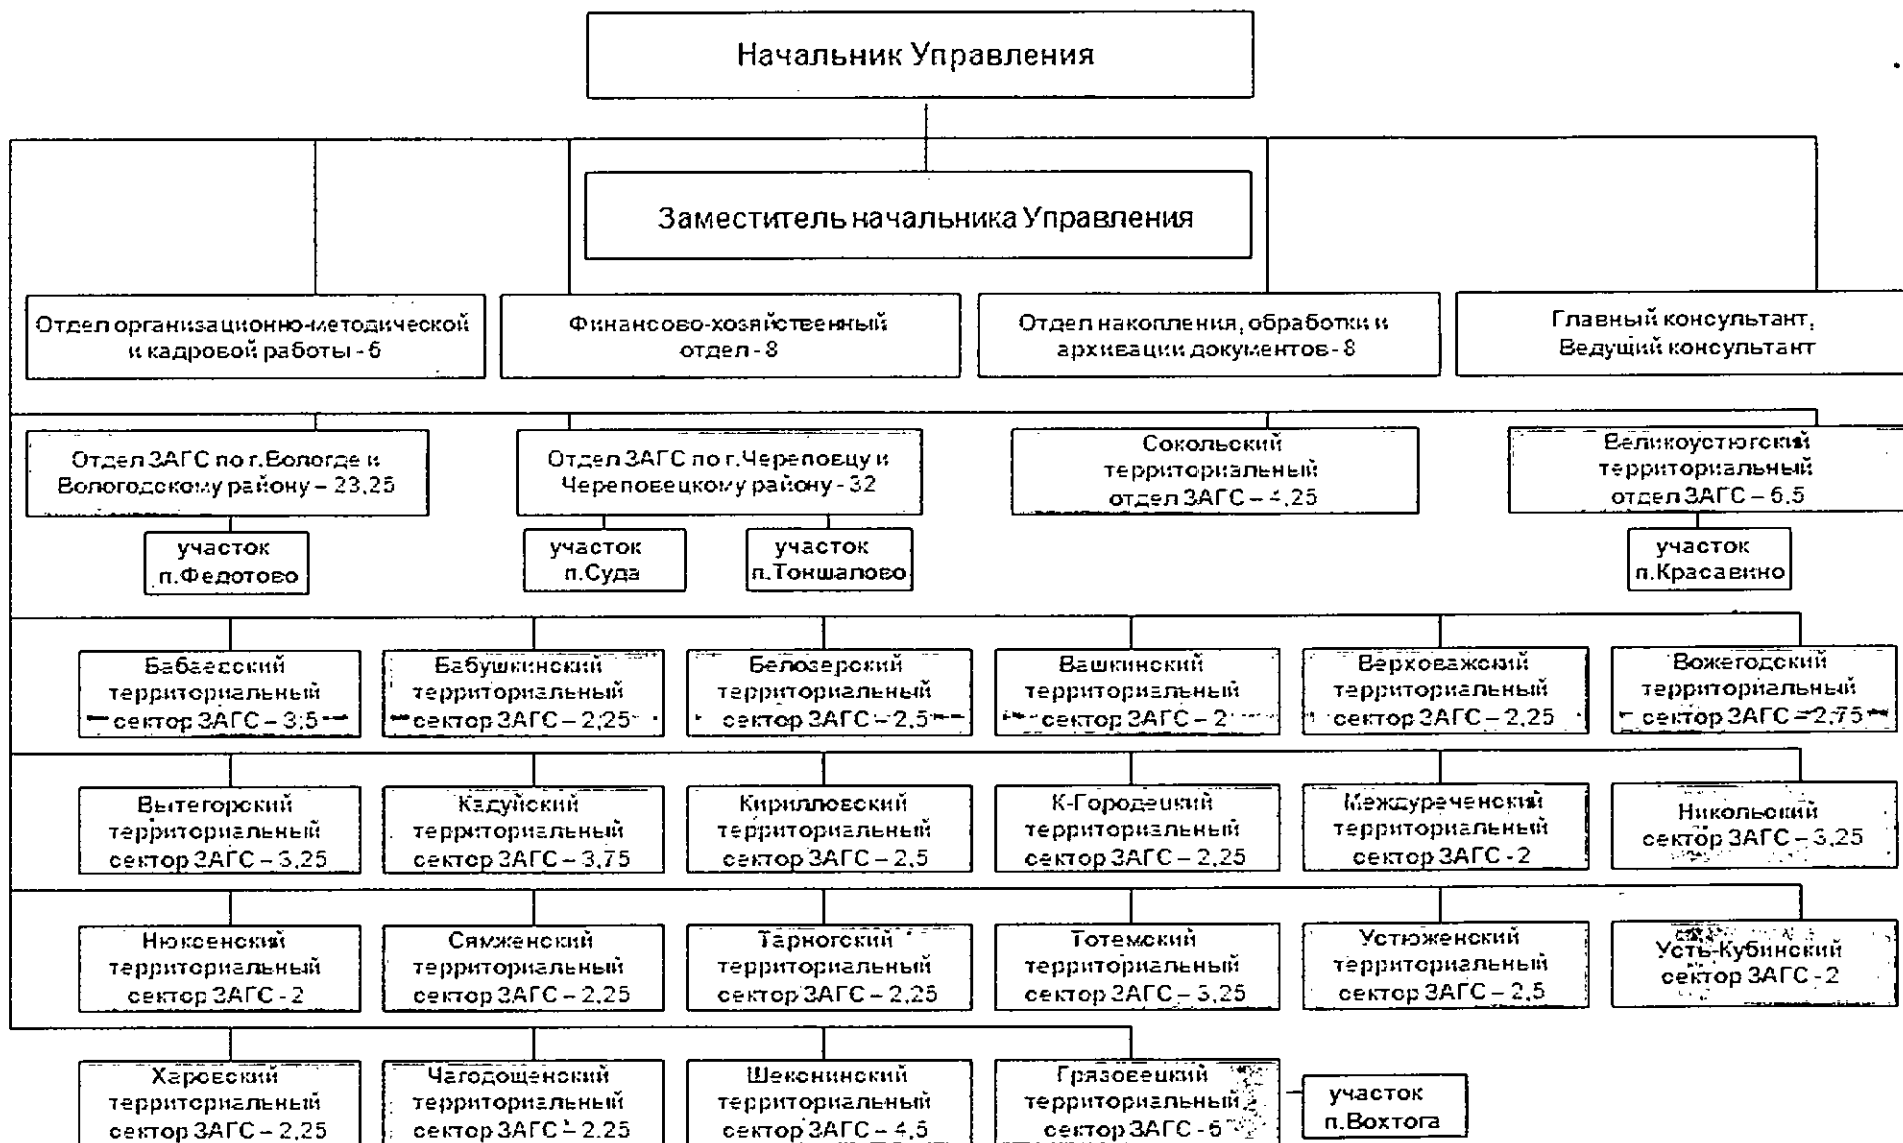 Начальник Управления
Заместитель начальника Управления
Отдел организационно-методической
и кадровой работы - 6
Финансово-хозяйственный
отдел - 8
Отдел накопления, обработки и
архивации документов - 8
Главный консультант,
Ведущий консультант
Отдел ЗАГС по г.Вологде и
Вологодскому району – 23,25
Отдел ЗАГС по г.Череповцу и
Череповецкому району - 32
Сокольский
территориальный
отдел ЗАГС – 4,25
Великоустюгский
территориальный
отдел ЗАГС – 6,5
участок
п.Федотово
участок
п.Суда
участок
п.Тоншалово
участок
п.Красавино
Бабаевский
территориальный
сектор ЗАГС – 3,5
Бабушкинский
территориальный
сектор ЗАГС – 2,25
Белозерский
территориальный
сектор ЗАГС – 2,5
Вашкинский
территориальный
сектор ЗАГС – 2
Верховажский
территориальный
сектор ЗАГС – 2,25
Вожегодский
территориальный
сектор ЗАГС – 2,75
Вытегорский
территориальный
сектор ЗАГС – 3,25
Кадуйский
территориальный
сектор ЗАГС – 3,75
Кирилловский
территориальный
сектор ЗАГС – 2,5
К-Городецкий
территориальный
сектор ЗАГС – 2,25
Междуреченский
территориальный
сектор ЗАГС - 2
Никольский
сектор ЗАГС – 3,25
Нюксенский
территориальный
сектор ЗАГС - 2
Сямженский
территориальный
сектор ЗАГС – 2,25
Тарногский
территориальный
сектор ЗАГС – 2,25
Тотемский
территориальный
сектор ЗАГС – 3,25
Устюженский
территориальный
сектор ЗАГС – 2,5
Усть-Кубинский
сектор ЗАГС - 2
Харовский
территориальный
сектор ЗАГС – 2,25
Чагодощенский
территориальный
сектор ЗАГС – 2,25
Шекснинский
территориальный
сектор ЗАГС – 4,5
Грязовецкий
территориальный
сектор ЗАГС - 6
участок
п.Вохтога